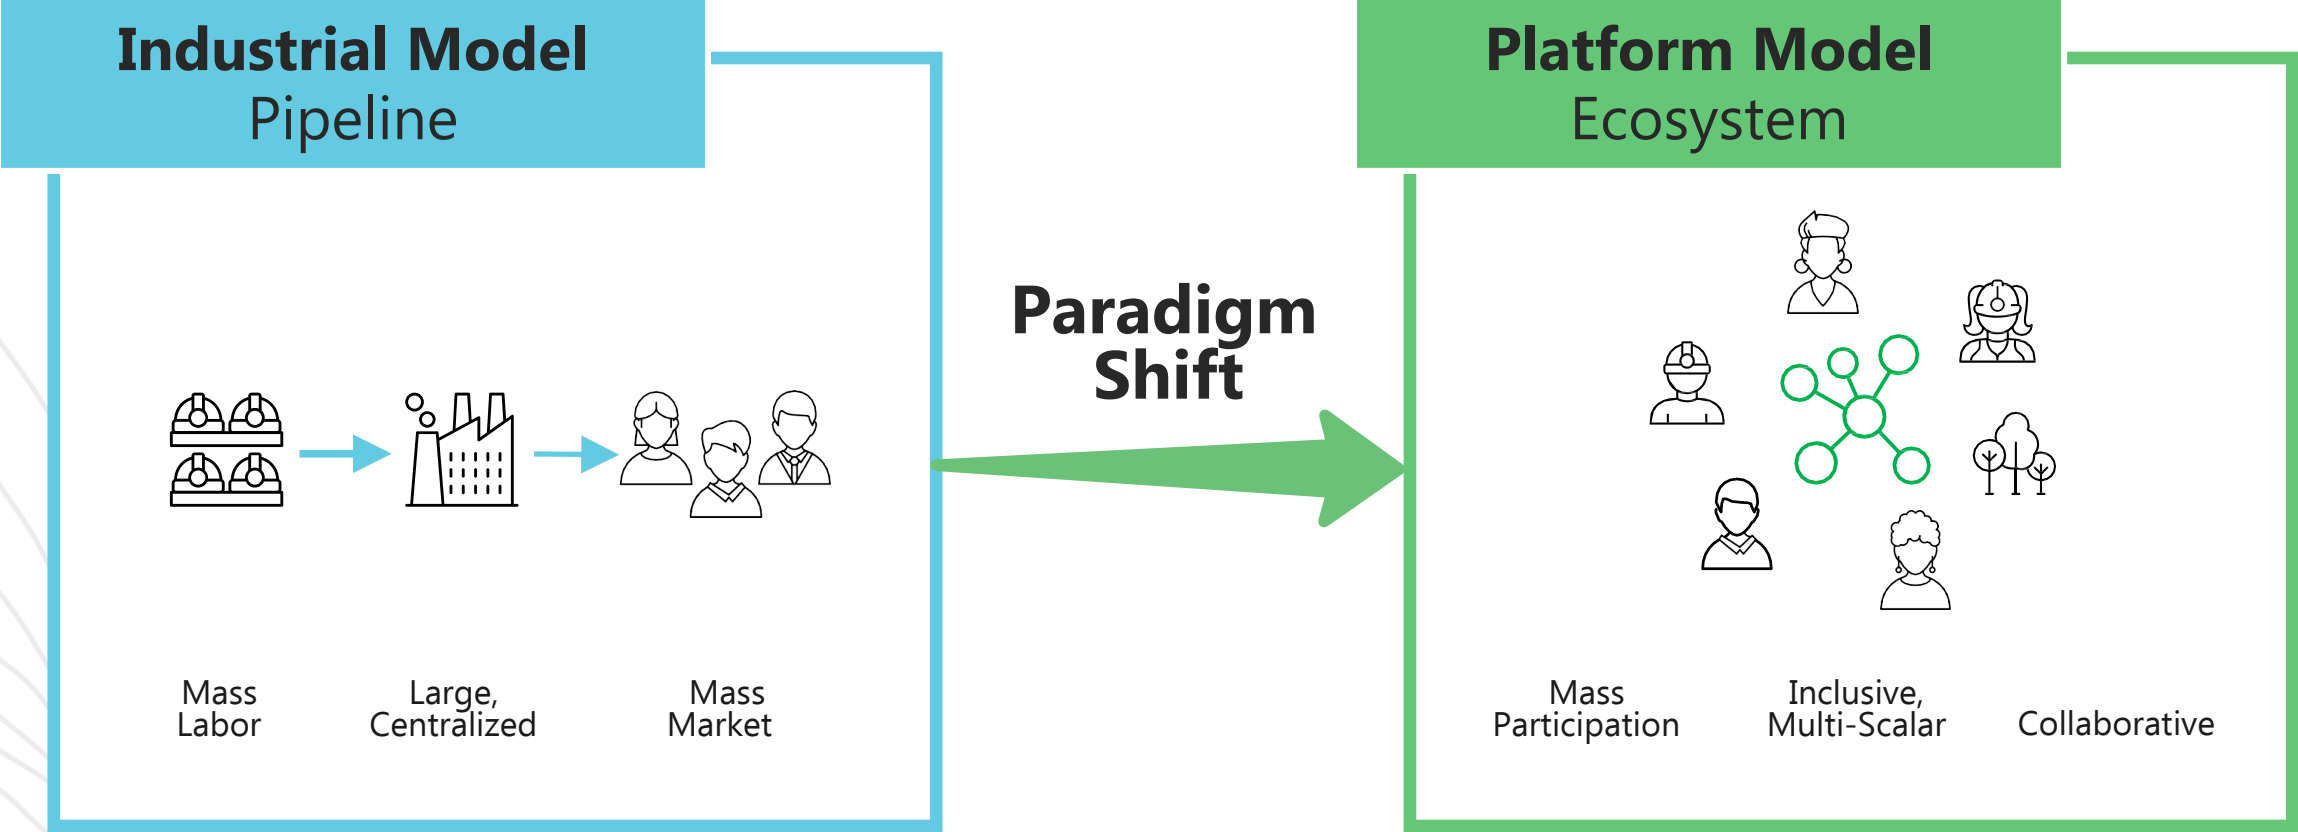 Industrial Model
Pipeline
Platform Model
Ecosystem
Paradigm
Shift
Mass
Labor
Large,
Centralized
Mass
Market
Mass
Participation
Inclusive,
Multi-Scalar
Collaborative